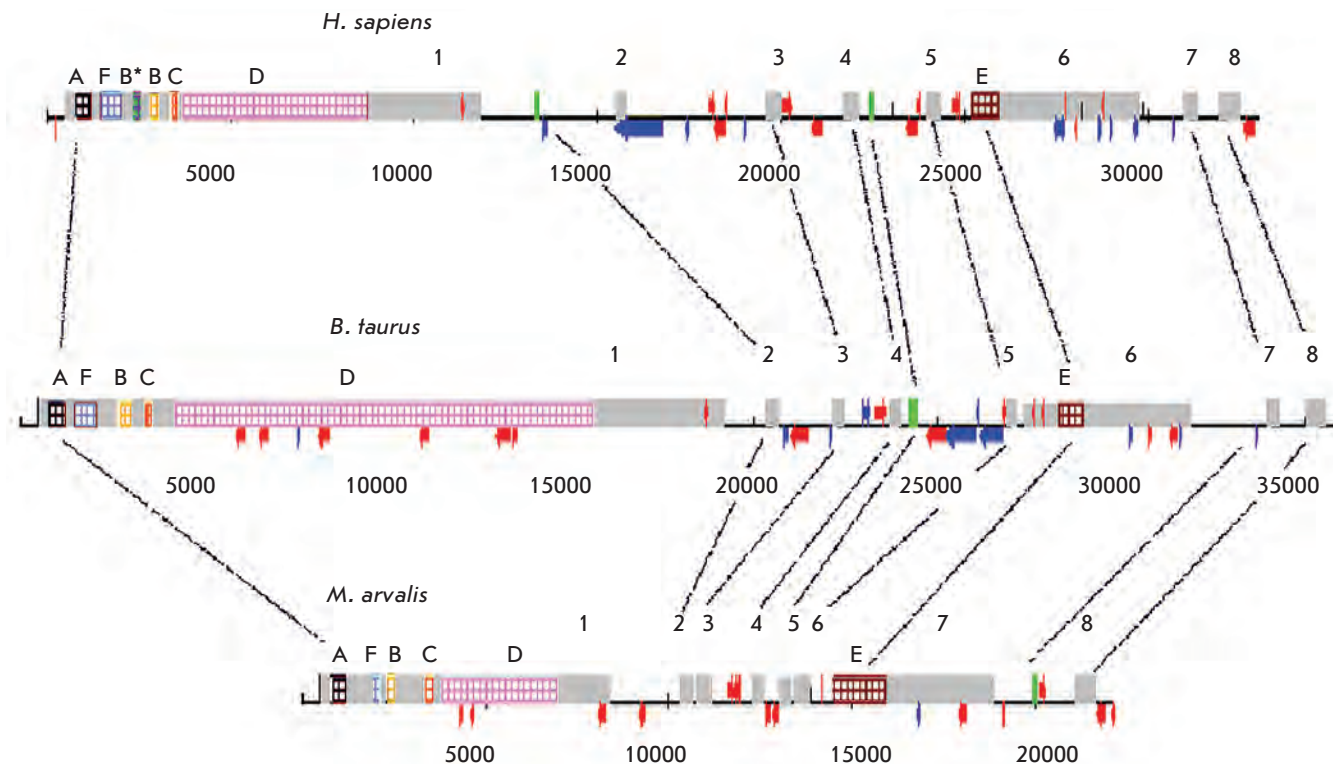 H. sapiens
1 2 3 4 5 6 7 8
A F B* B C D E
5000 10000 15000 20000 25000 30000
B. taurus
1 2 3 4 5 6 7 8
A F B C D E
5000 10000 15000 20000 25000 30000 35000
M. arvalis
1 2 3 4 5 6 7 8
A F B C D E
5000 10000 15000 20000